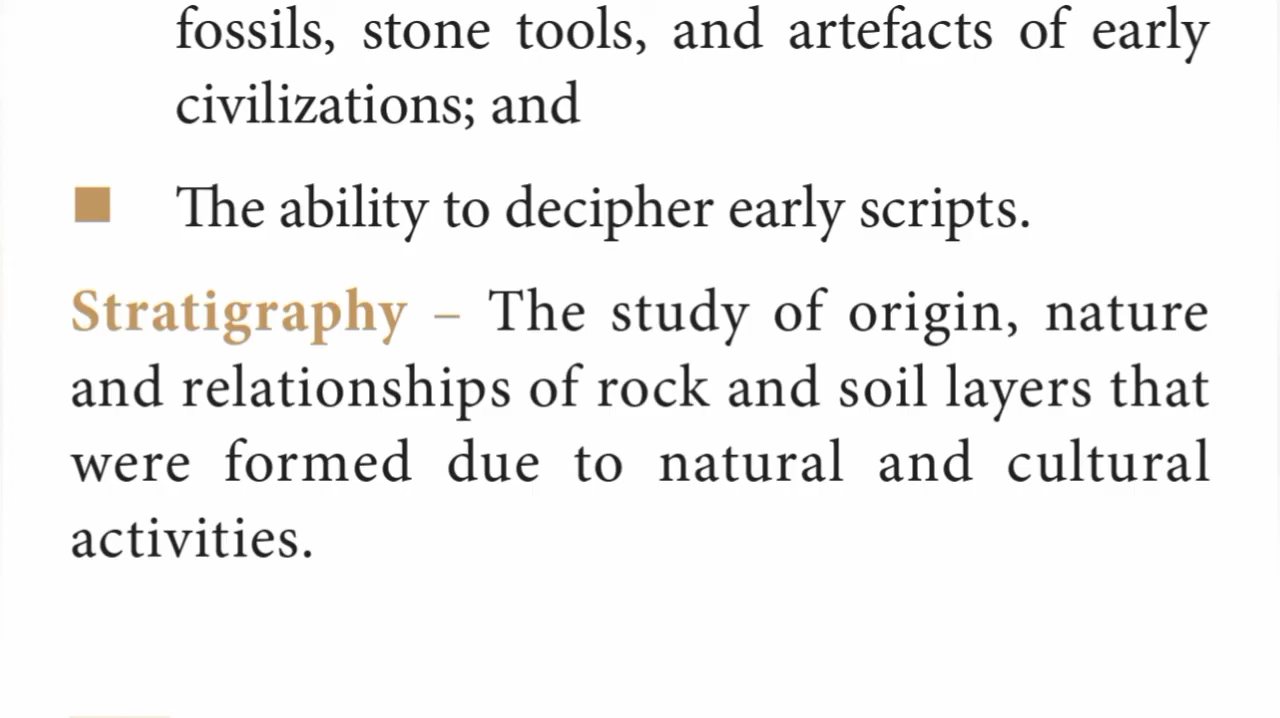 fossils, stone tools, and artefacts of early
civilizations; and
■ The ability to decipher early scripts.
Stratigraphy – The study of origin, nature
and relationships of rock and soil layers that
were formed due to natural and cultural
activities.